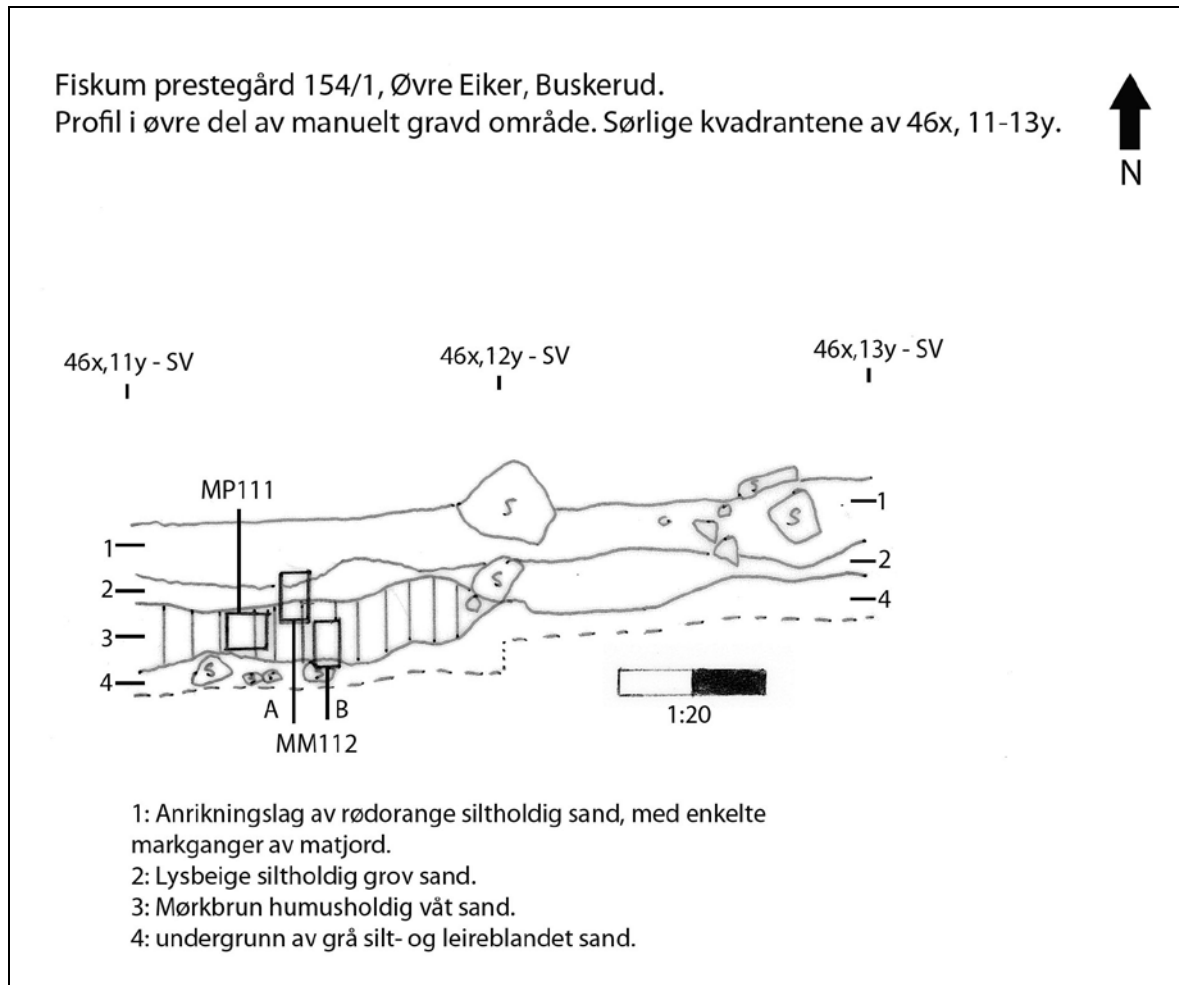 Fiskum prestegård 154/1, Øvre Eiker, Buskerud.
Profil i øvre del av manuelt gravd område. Sørlige kvadrantene av 46x, 11-13y.
N
46x,11y - SV
46x,12y - SV
46x,13y - SV
MP111
S
S
S
S
1
1
2
2
3
4
4
S
S
S
S
A
B
MM112
1:20
1: Anrikningslag av rødorange siltholdig sand, med enkelte
markganger av matjord.
2: Lysbeige siltholdig grov sand.
3: Mørkbrun humusholdig våt sand.
4: undergrunn av grå silt- og leireblandet sand.